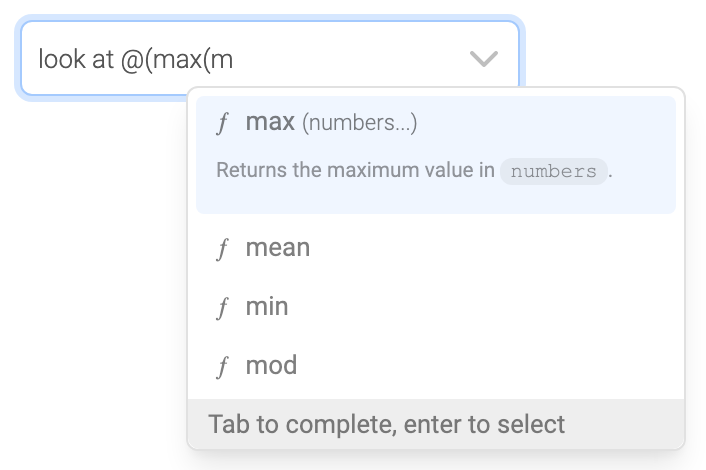 look at @(max(m
ƒ max (numbers...)
Returns the maximum value in numbers.
ƒ mean
ƒ min
ƒ mod
Tab to complete, enter to select